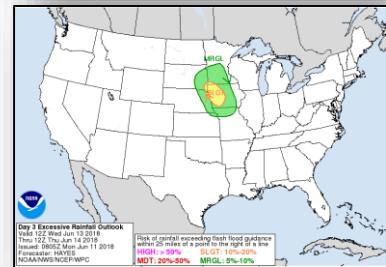 MRGL
SLGT
Day 3 Excessive Rainfall Outlook
Valid 12Z Wed Jun 13 2018
Thru 12Z Thu Jun 14 2018
Issued: 0805Z Mon Jun 11 2018
Forecaster: HAYES
NOAA/NWS/NCEP/WPC
Risk of rainfall exceeding flash flood guidance
within 25 miles of a point to the right of a line
HIGH: > 50% SLGT: 10%-20%
MDT: 20%-50% MRGL: 5%-10%